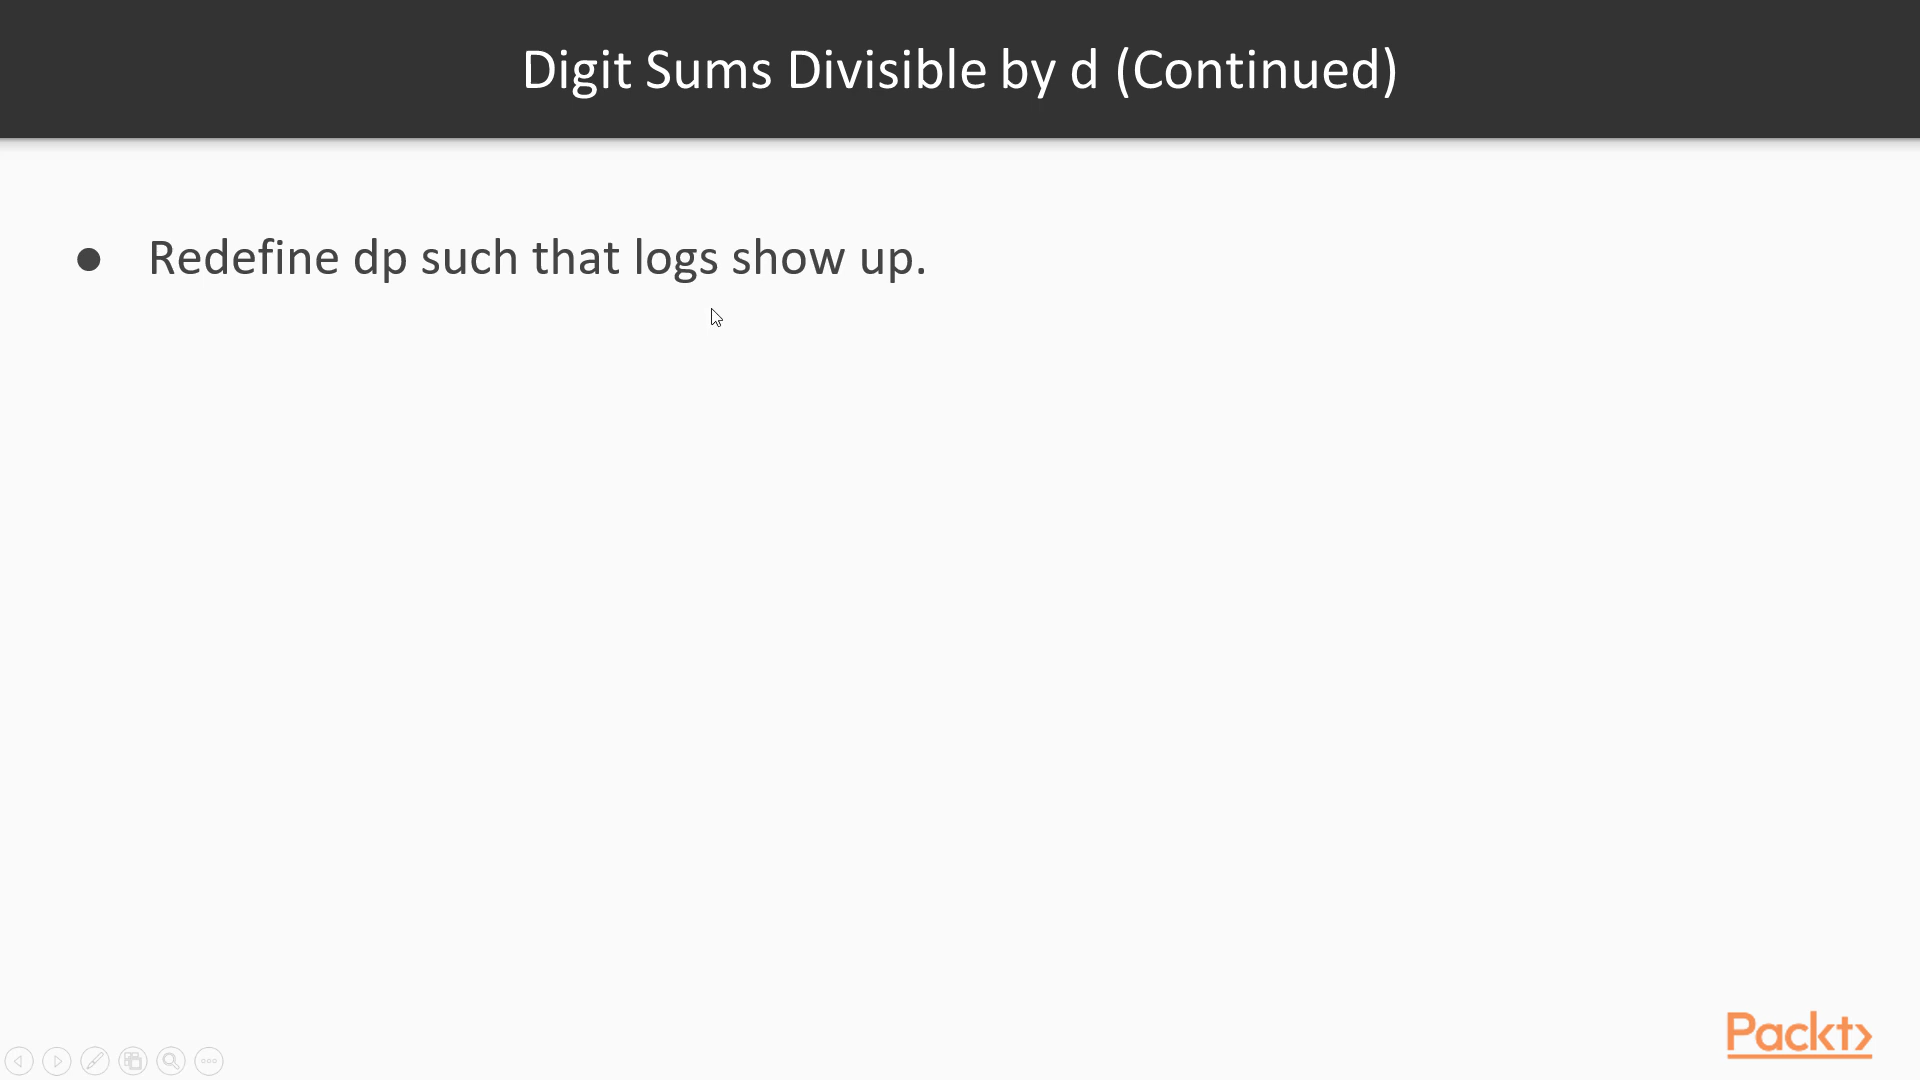 Digit Sums Divisible by d (Continued)
● Redefine dp such that logs show up.
Packt>